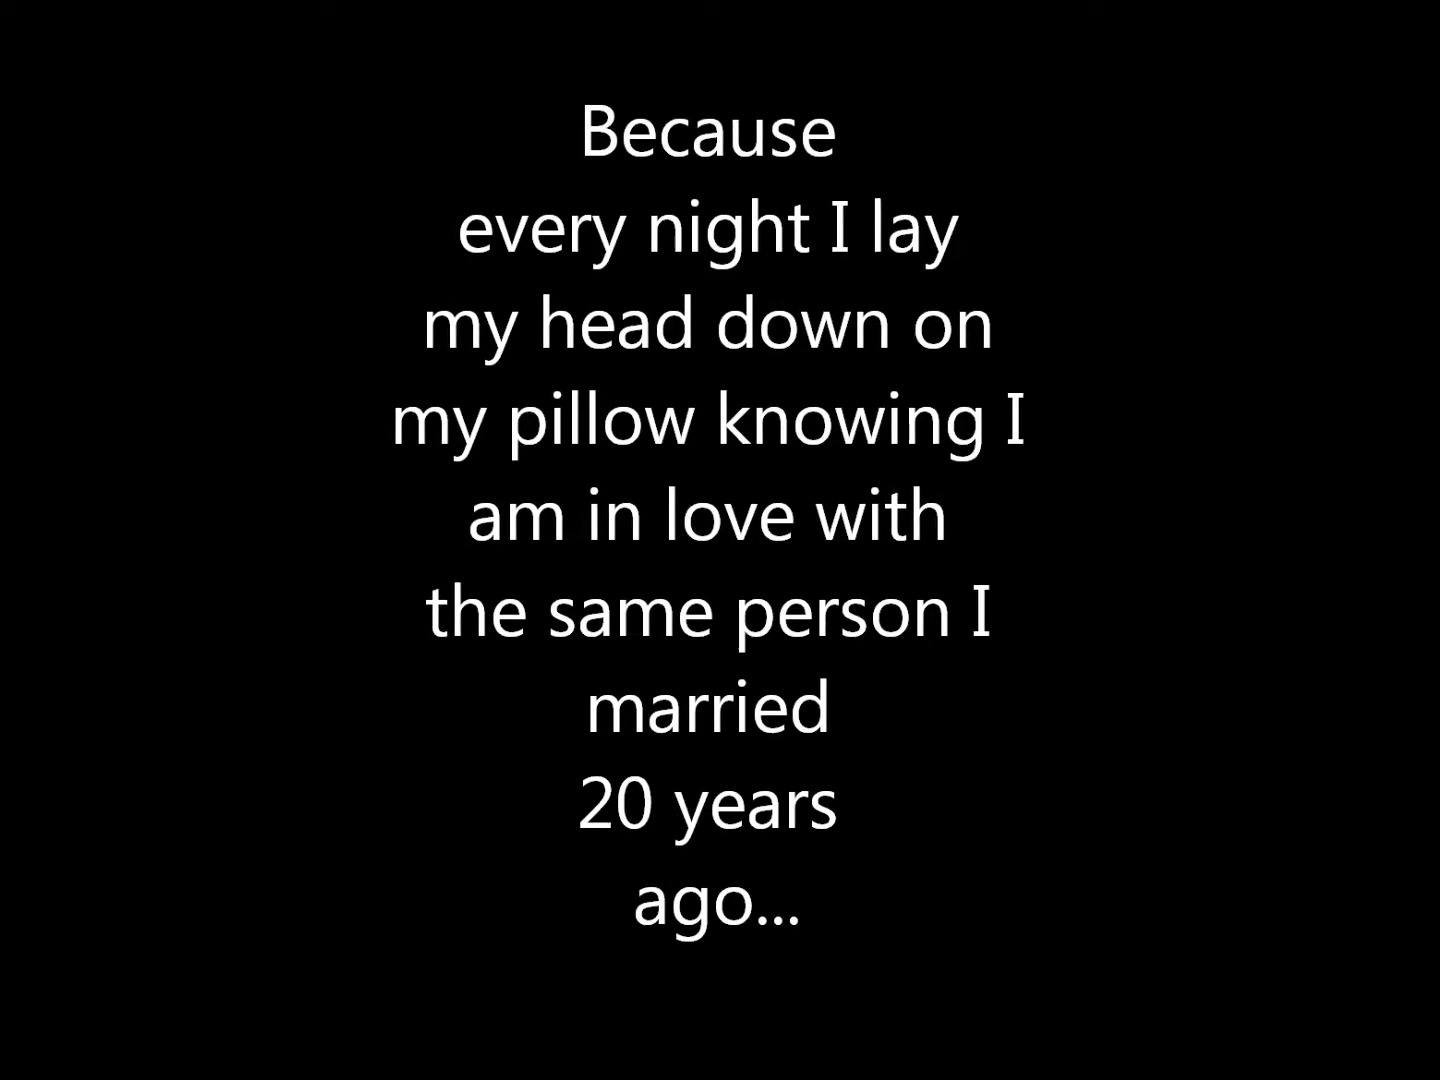 Because
every night I lay
my head down on
my pillow knowing I
am in love with
the same person I
married
20 years
ago...